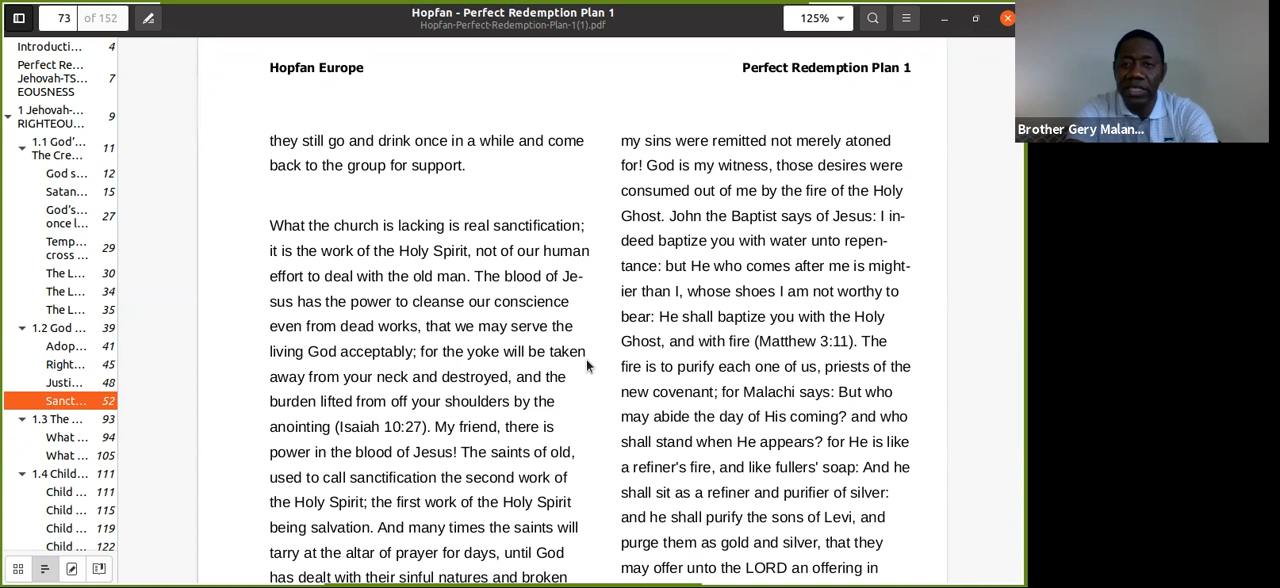 73
of 152
Hopfan - Perfect Redemption Plan 1
Hopfan-Perfect-Redemption-Plan-1(1).pdf
125%
Introducti... 4
Perfect Re...
Jehovah-TS... 7
EOUSNESS
1 Jehovah-... 9
RIGHTEOU...
1.1 God'... 11
The Cre...
God s... 12
Satan... 15
God's... 27
once l...
Temp... 29
cross ...
The L... 30
The L... 34
The L... 35
1.2 God ... 39
Adop... 41
Right... 45
Justi... 48
Sanct... 52
1.3 The ... 93
What ... 94
What ... 105
1.4 Child... 111
Child ... 111
Child ... 115
Child ... 119
Child ... 122
Hopfan Europe
Perfect Redemption Plan 1
they still go and drink once in a while and come
back to the group for support.
What the church is lacking is real sanctification;
it is the work of the Holy Spirit, not of our human
effort to deal with the old man. The blood of Je-
sus has the power to cleanse our conscience
even from dead works, that we may serve the
living God acceptably; for the yoke will be taken
away from your neck and destroyed, and the
burden lifted from off your shoulders by the
anointing (Isaiah 10:27). My friend, there is
power in the blood of Jesus! The saints of old,
used to call sanctification the second work of
the Holy Spirit; the first work of the Holy Spirit
being salvation. And many times the saints will
tarry at the altar of prayer for days, until God
has dealt with their sinful natures and broken
my sins were remitted not merely atoned
for! God is my witness, those desires were
consumed out of me by the fire of the Holy
Ghost. John the Baptist says of Jesus: I in-
deed baptize you with water unto repen-
tance: but He who comes after me is might-
ier than I, whose shoes I am not worthy to
bear: He shall baptize you with the Holy
Ghost, and with fire (Matthew 3:11). The
fire is to purify each one of us, priests of the
new covenant; for Malachi says: But who
may abide the day of His coming? and who
shall stand when He appears? for He is like
a refiner's fire, and like fullers' soap: And he
shall sit as a refiner and purifier of silver:
and he shall purify the sons of Levi, and
purge them as gold and silver, that they
may offer unto the LORD an offering in
Brother Gery Malan...